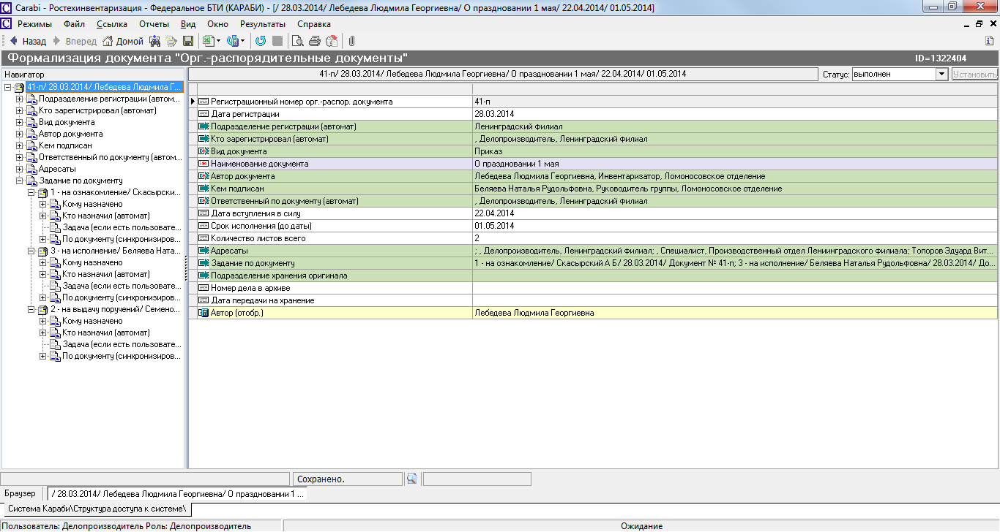 Carabi - Ростехинвентаризация - Федеральное БТИ (КАРАБИ) - [/ 28.03.2014/ Лебедева Людмила Георгиевна/ О праздновании 1 мая/ 22.04.2014/ 01.05.2014]
Режимы Файл Ссылка Отчеты Вид Окно Результаты Справка
Назад Вперед Домой
Формализация документа "Орг.-распорядительные документы" ID=1322404
Навигатор
41-п/ 28.03.2014/ Лебедева Людмила Георгиевна/ О праздновании 1 мая/ 22.04.2014/ 01.05.2014 Статус: выполнен Установить
41-п/ 28.03.2014/ Лебедева Людмила Г...
Подразделение регистрации (автом...
Кто зарегистрировал (автомат)
Вид документа
Автор документа
Кем подписан
Ответственный по документу (автом...
Адресаты
Задание по документу
1 - на ознакомление/ Скасырски...
Кому назначено
Кто назначил (автомат)
Задача (если есть пользовате...
По документу (синхронизиров...
3 - на исполнение/ Беляева Ната...
Кому назначено
Кто назначил (автомат)
Задача (если есть пользовате...
По документу (синхронизиров...
2 - на выдачу поручений/ Семено...
Кому назначено
Кто назначил (автомат)
Задача (если есть пользовате...
По документу (синхронизиров...
Регистрационный номер орг.-распор. документа 41-п
Дата регистрации 28.03.2014
Подразделение регистрации (автомат) Ленинградский филиал
Кто зарегистрировал (автомат) , Делопроизводитель, Ленинградский филиал
Вид документа Приказ
Наименование документа О праздновании 1 мая
Автор документа Лебедева Людмила Георгиевна, Инвентаризатор, Ломоносовское отделение
Кем подписан Беляева Наталья Рудольфовна, Руководитель группы, Ломоносовское отделение
Ответственный по документу (автомат) , Делопроизводитель, Ленинградский филиал
Дата вступления в силу 22.04.2014
Срок исполнения (до даты) 01.05.2014
Количество листов всего 2
Адресаты ; , Делопроизводитель, Ленинградский филиал; , Специалист, Производственный отдел Лениинградского филиала; Топоров Эдуард Вит...
Задание по документу 1 - на ознакомление/ Скасырский А Б/ 28.03.2014/ Документ № 41-п; 3 - на исполнение/ Беляева Наталья Рудольфовна/ 28.03.2014/ До...
Подразделение хранения оригинала
Номер дела в архиве
Дата передачи на хранение
Автор (отобр.) Лебедева Людмила Георгиевна
Сохранено.
Браузер / 28.03.2014/ Лебедева Людмила Георгиевна/ О праздновании 1 ...
Система Караби\Структура доступа к системе\
Пользователь: Делопроизводитель Роль: Делопроизводитель Ожидание